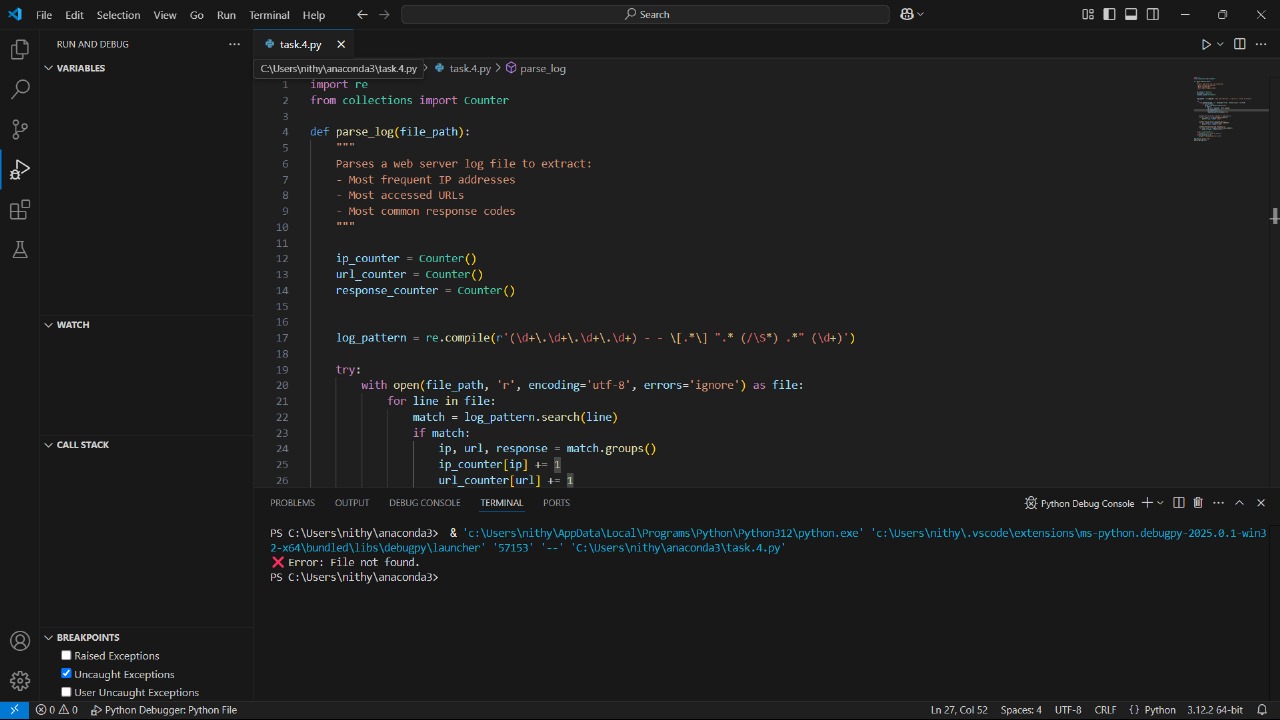 File Edit Selection View Go Run Terminal Help Search
RUN AND DEBUG
VARIABLES
WATCH
CALL STACK
BREAKPOINTS
Raised Exceptions
Uncaught Exceptions
User Uncaught Exceptions
task.4.py
C:\Users\nithy\anaconda3\task.4.py task.4.py parse_log
1 import re
2 from collections import Counter
3
4 def parse_log(file_path):
5 """
6 Parses a web server log file to extract:
7 - Most frequent IP addresses
8 - Most accessed URLs
9 - Most common response codes
10 """
11
12 ip_counter = Counter()
13 url_counter = Counter()
14 response_counter = Counter()
15
16
17 log_pattern = re.compile(r'(\d+\.\d+\.\d+\.\d+) - - \[.*\] ".* (/\S*) .*" (\d+)')
18
19 try:
20 with open(file_path, 'r', encoding='utf-8', errors='ignore') as file:
21 for line in file:
22 match = log_pattern.search(line)
23 if match:
24 ip, url, response = match.groups()
25 ip_counter[ip] += 1
26 url_counter[url] += 1
PROBLEMS OUTPUT DEBUG CONSOLE TERMINAL PORTS Python Debug Console
PS C:\Users\nithy\anaconda3> & 'c:\Users\nithy\AppData\Local\Programs\Python\Python312\python.exe' 'c:\Users\nithy\.vscode\extensions\ms-python.debugpy-2025.0.1-win3
2-x64\bundled\libs\debugpy\launcher' '57153' '--' 'C:\Users\nithy\anaconda3\task.4.py'
❌ Error: File not found.
PS C:\Users\nithy\anaconda3>
0 0 Python Debugger: Python File Ln 27, Col 52 Spaces: 4 UTF-8 CRLF {} Python 3.12.2 64-bit